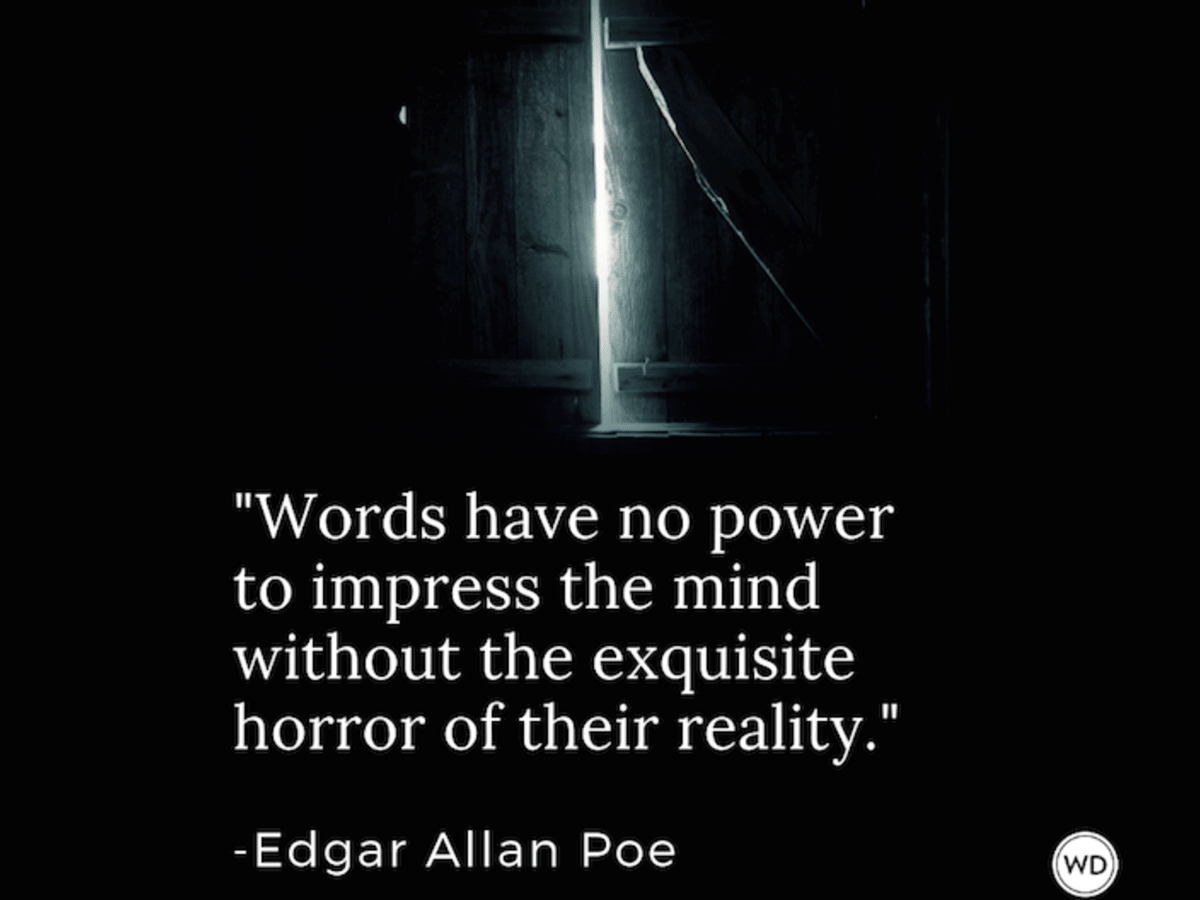 "Words have no power
to impress the mind
without the exquisite
horror of their reality."
-Edgar Allan Poe
WD